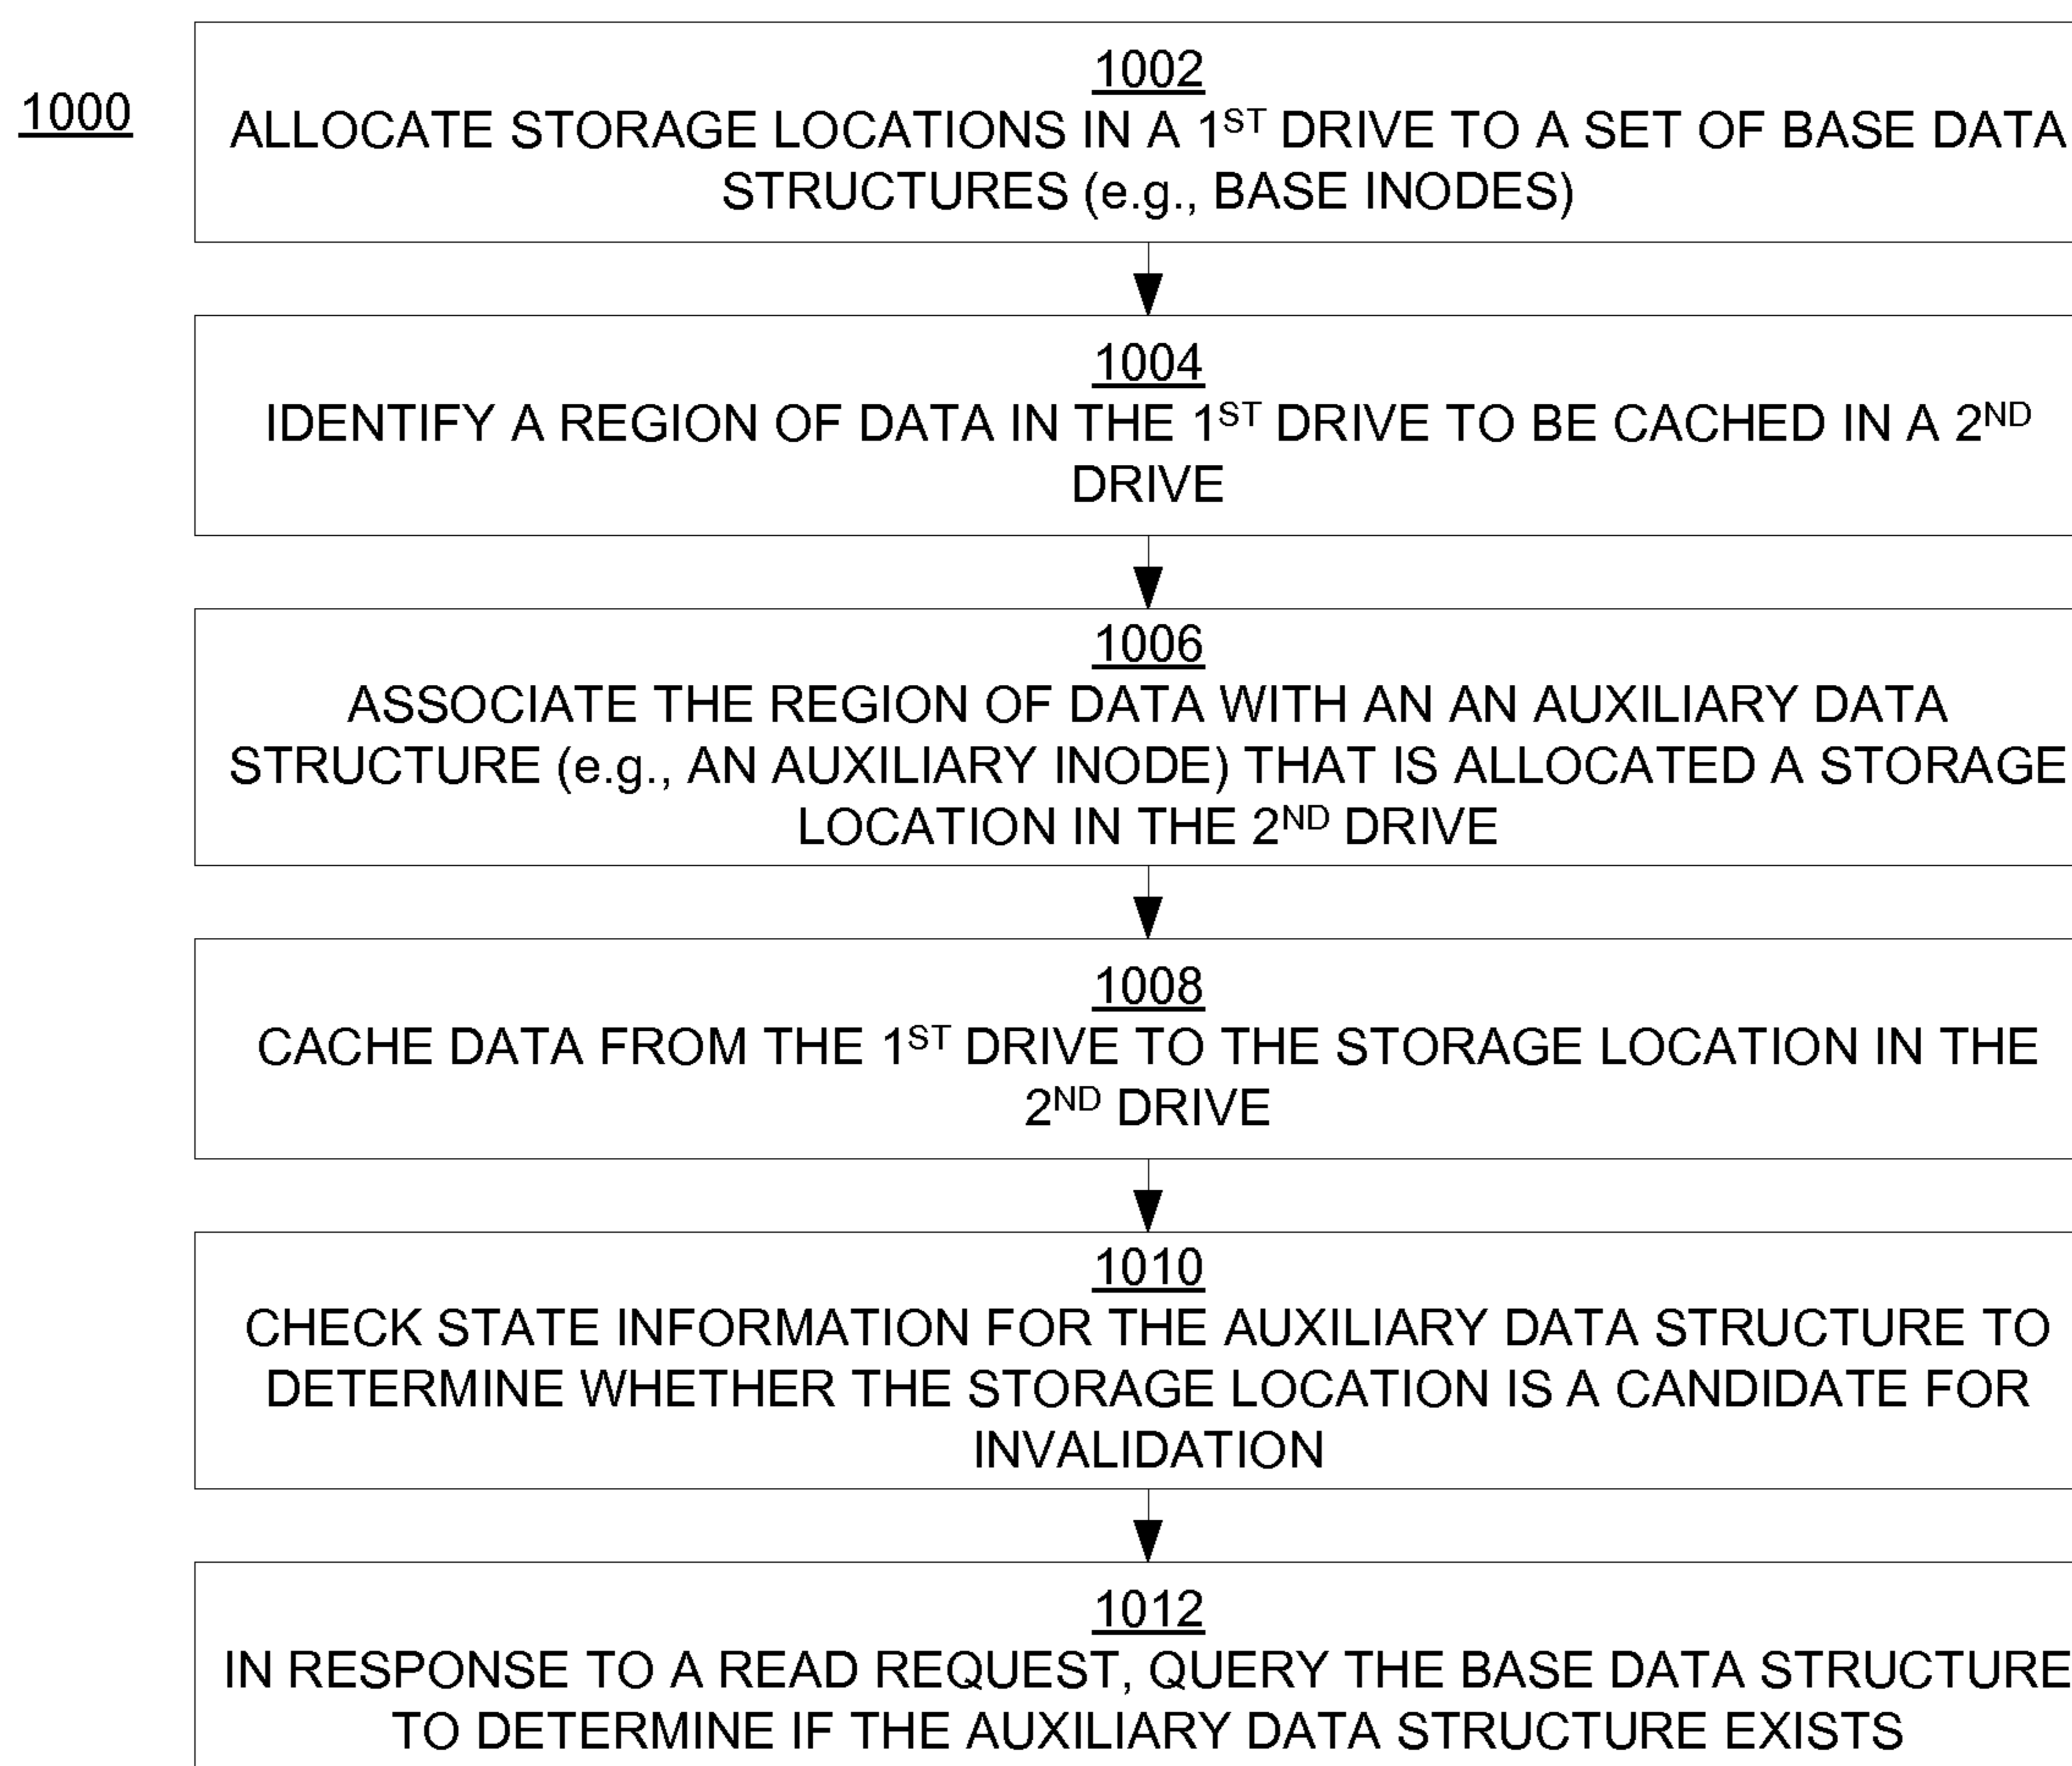 1000
1002
ALLOCATE STORAGE LOCATIONS IN A 1ST DRIVE TO A SET OF BASE DATA
STRUCTURES (e.g., BASE INODES)
1004
IDENTIFY A REGION OF DATA IN THE 1ST DRIVE TO BE CACHED IN A 2ND
DRIVE
1006
ASSOCIATE THE REGION OF DATA WITH AN AN AUXILIARY DATA
STRUCTURE (e.g., AN AUXILIARY INODE) THAT IS ALLOCATED A STORAGE
LOCATION IN THE 2ND DRIVE
1008
CACHE DATA FROM THE 1ST DRIVE TO THE STORAGE LOCATION IN THE
2ND DRIVE
1010
CHECK STATE INFORMATION FOR THE AUXILIARY DATA STRUCTURE TO
DETERMINE WHETHER THE STORAGE LOCATION IS A CANDIDATE FOR
INVALIDATION
1012
IN RESPONSE TO A READ REQUEST, QUERY THE BASE DATA STRUCTURE
TO DETERMINE IF THE AUXILIARY DATA STRUCTURE EXISTS